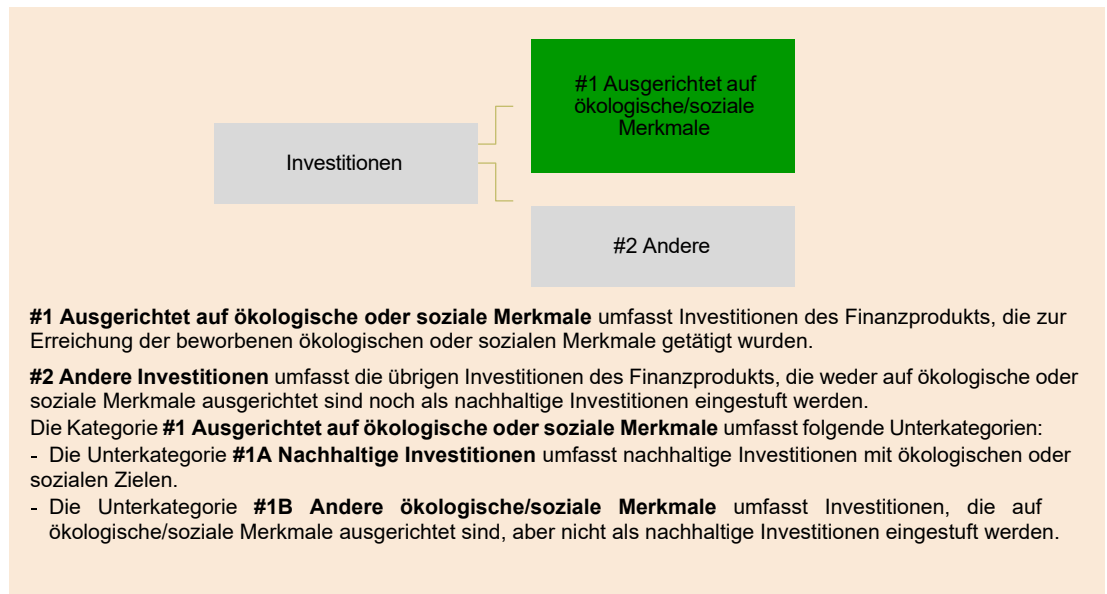 #1 Ausgerichtet auf
ökologische/soziale
Merkmale
Investitionen
#2 Andere
#1 Ausgerichtet auf ökologische oder soziale Merkmale umfasst Investitionen des Finanzprodukts, die zur
Erreichung der beworbenen ökologischen oder sozialen Merkmale getätigt wurden.
#2 Andere Investitionen umfasst die übrigen Investitionen des Finanzprodukts, die weder auf ökologische oder
soziale Merkmale ausgerichtet sind noch als nachhaltige Investitionen eingestuft werden.
Die Kategorie #1 Ausgerichtet auf ökologische oder soziale Merkmale umfasst folgende Unterkategorien:
- Die Unterkategorie #1A Nachhaltige Investitionen umfasst nachhaltige Investitionen mit ökologischen oder
sozialen Zielen.
- Die Unterkategorie #1B Andere ökologische/soziale Merkmale umfasst Investitionen, die auf
ökologische/soziale Merkmale ausgerichtet sind, aber nicht als nachhaltige Investitionen eingestuft werden.